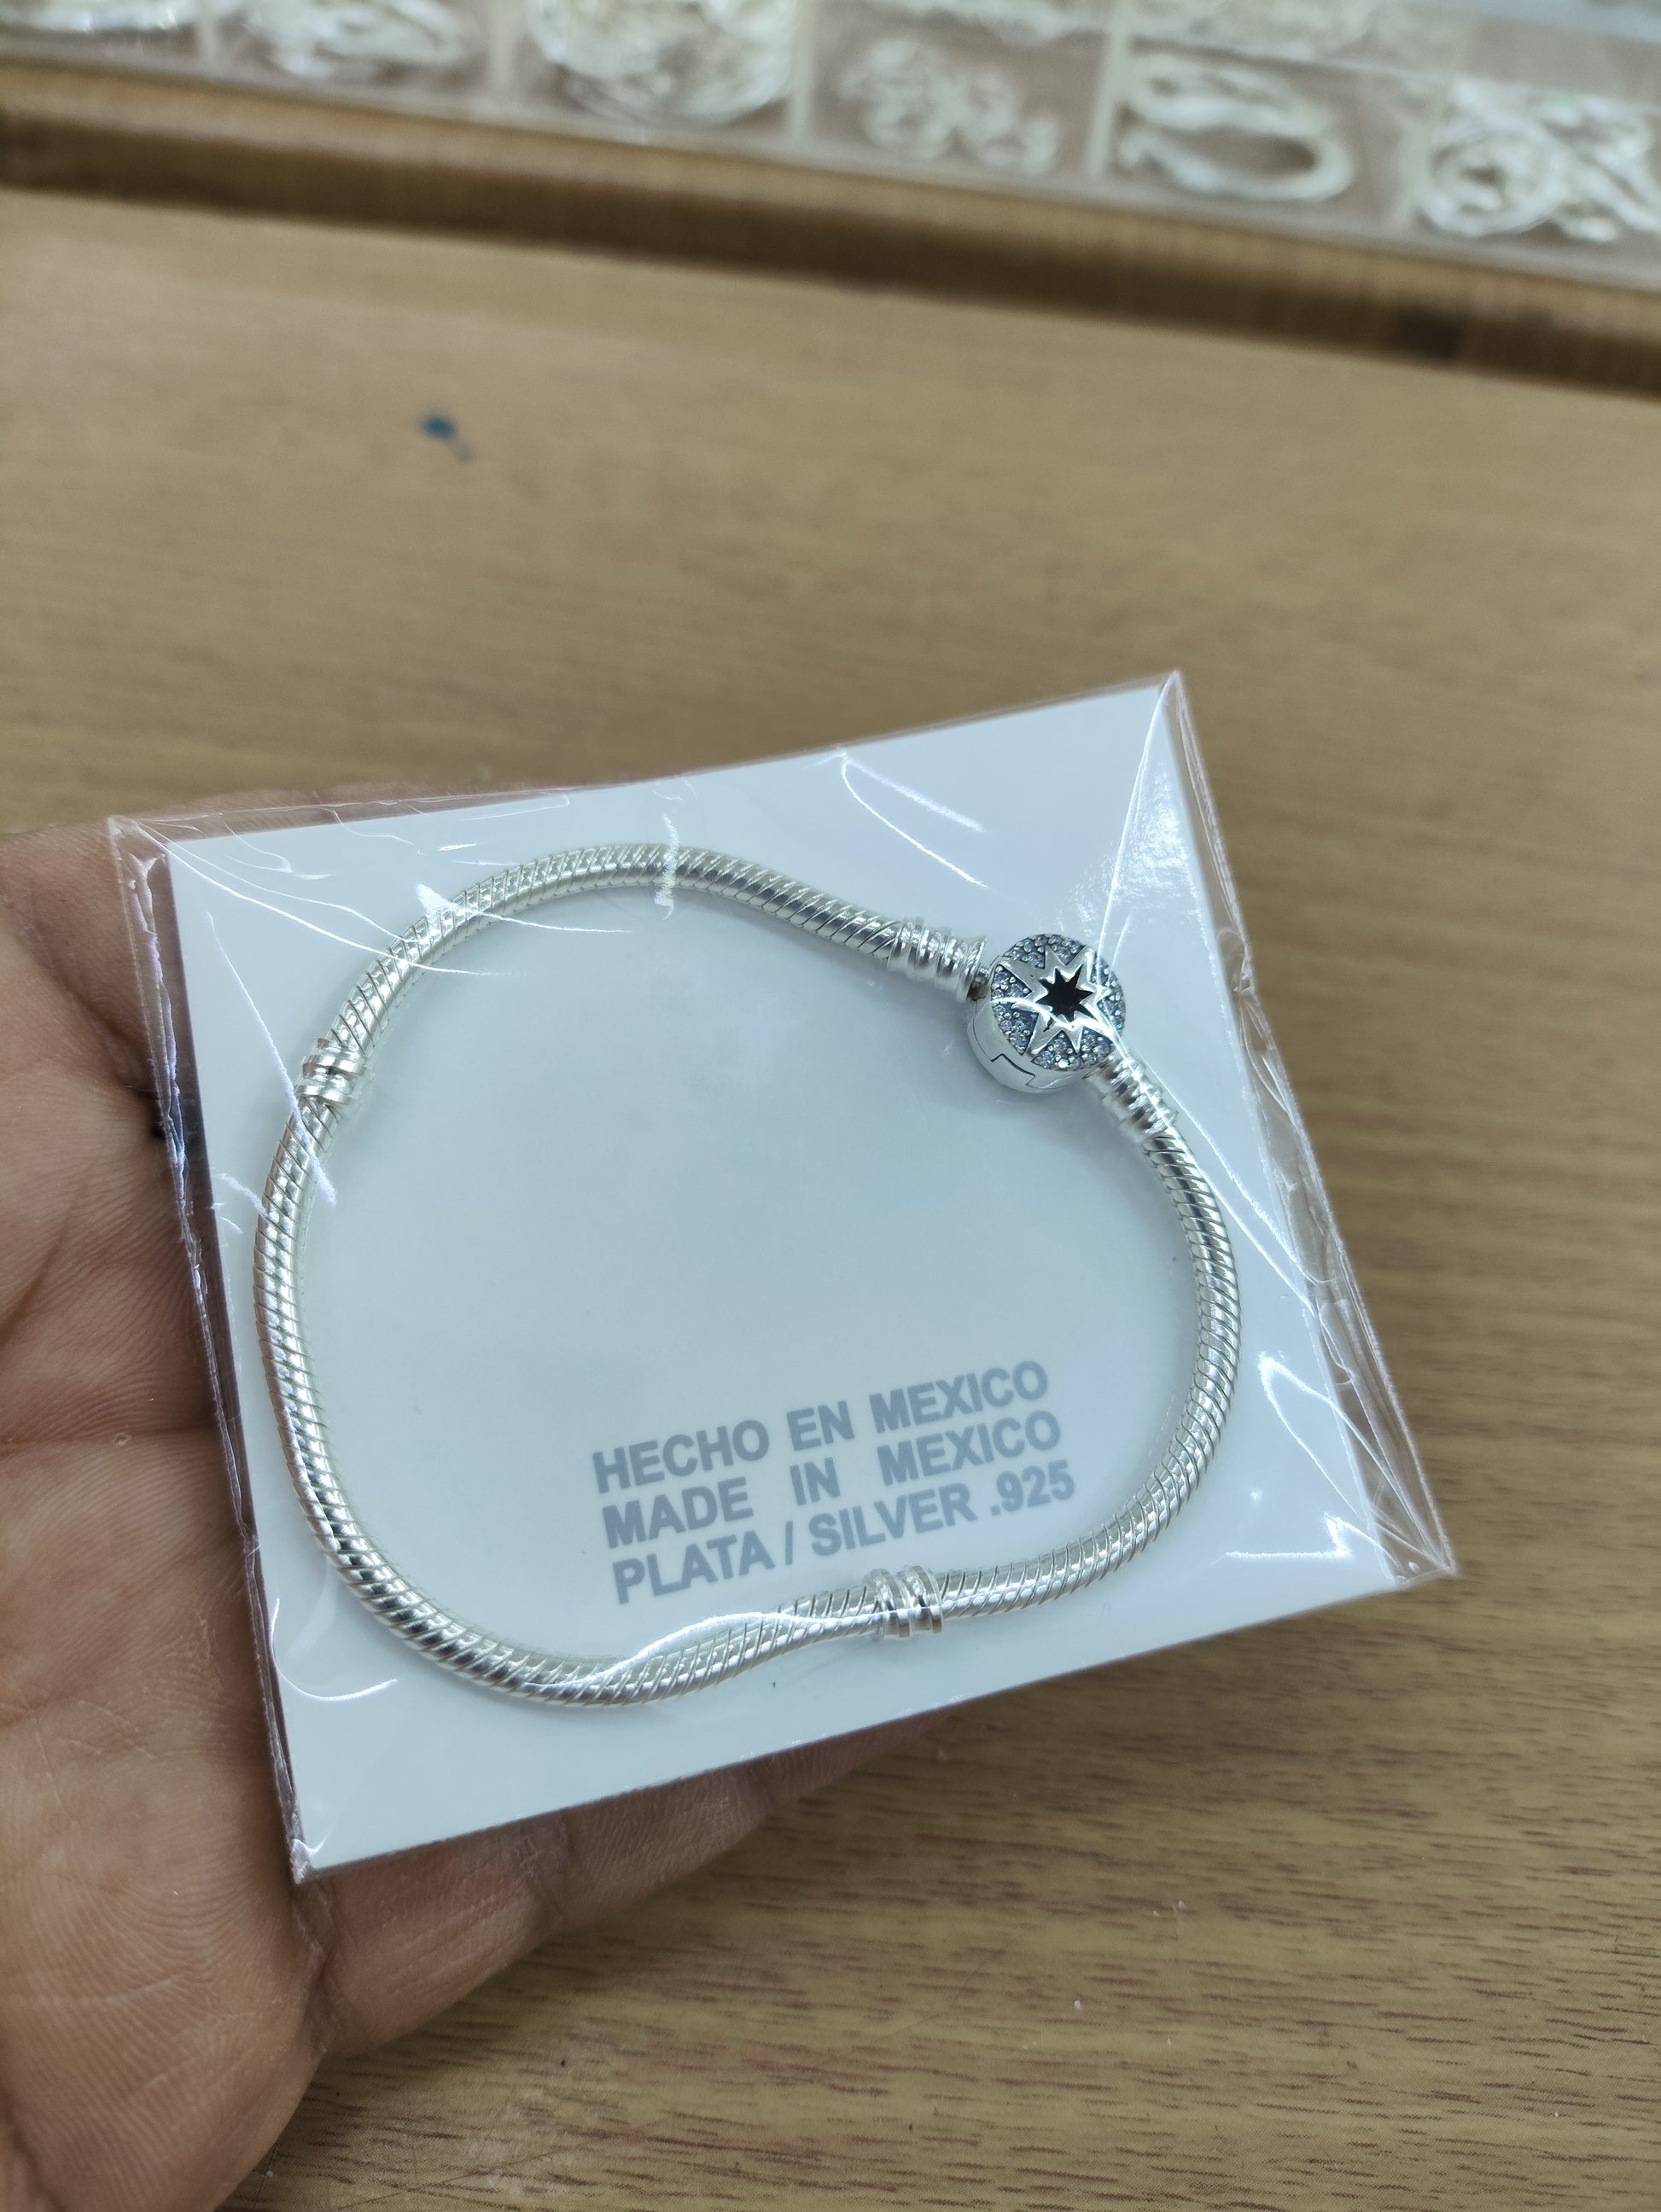 HECHO EN MEXICO
MADE IN MEXICO
PLATA / SILVER .925